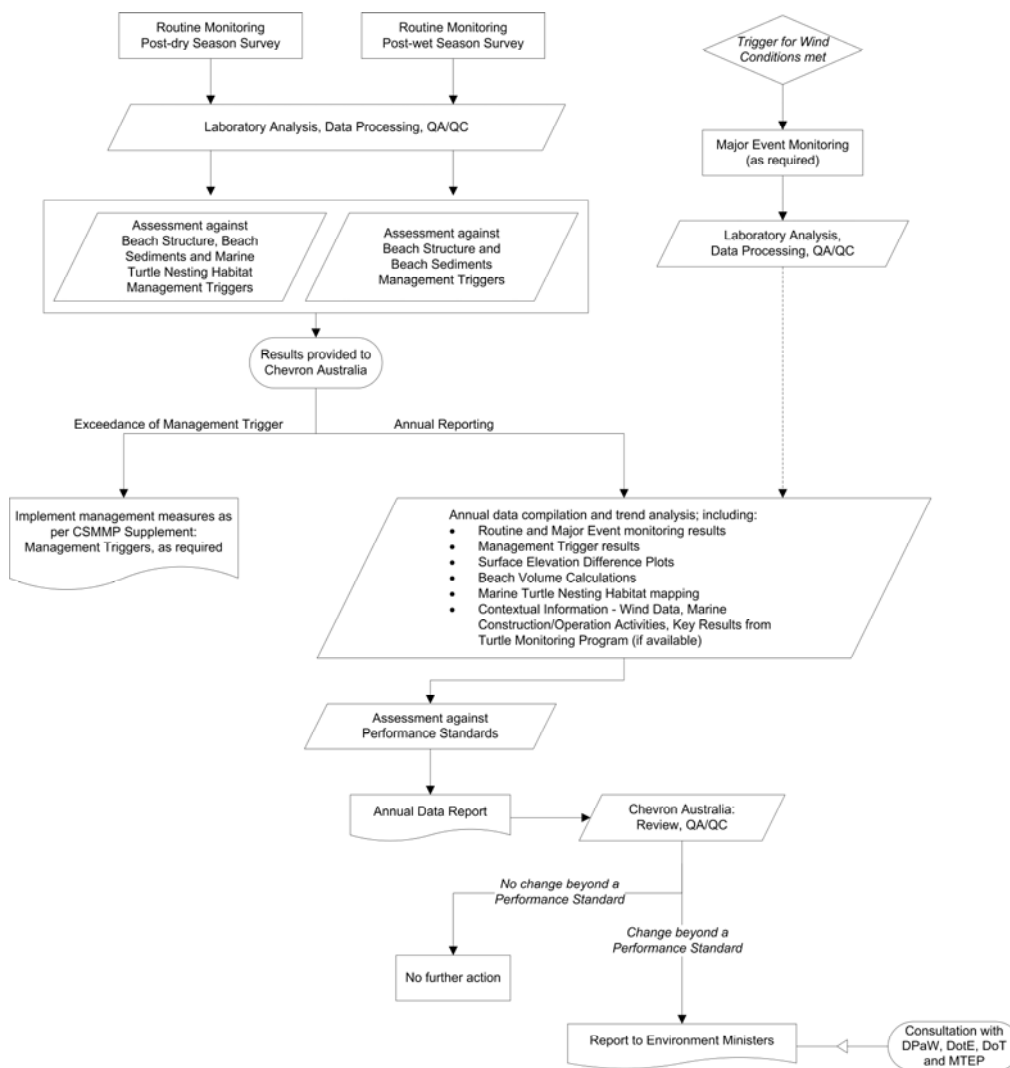 Routine Monitoring
Post-dry Season Survey
Routine Monitoring
Post-wet Season Survey
Trigger for Wind
Conditions met
Laboratory Analysis, Data Processing, QA/QC
Major Event Monitoring
(as required)
Assessment against
Beach Structure, Beach
Sediments and Marine
Turtle Nesting Habitat
Management Triggers
Assessment against
Beach Structure and
Beach Sediments
Management Triggers
Laboratory Analysis,
Data Processing, QA/QC
Results provided to
Chevron Australia
Exceedance of Management Trigger
Annual Reporting
Implement management measures as
per CSMMP Supplement:
Management Triggers, as required
Annual data compilation and trend analysis; including:
• Routine and Major Event monitoring results
• Management Trigger results
• Surface Elevation Difference Plots
• Beach Volume Calculations
• Marine Turtle Nesting Habitat mapping
• Contextual Information - Wind Data, Marine
Construction/Operation Activities, Key Results from
Turtle Monitoring Program (if available)
Assessment against
Performance Standards
Annual Data Report
Chevron Australia:
Review, QA/QC
No change beyond a
Performance Standard
Change beyond a
Performance Standard
No further action
Report to Environment Ministers
Consultation with
DPaW, DotE, DoT
and MTEP